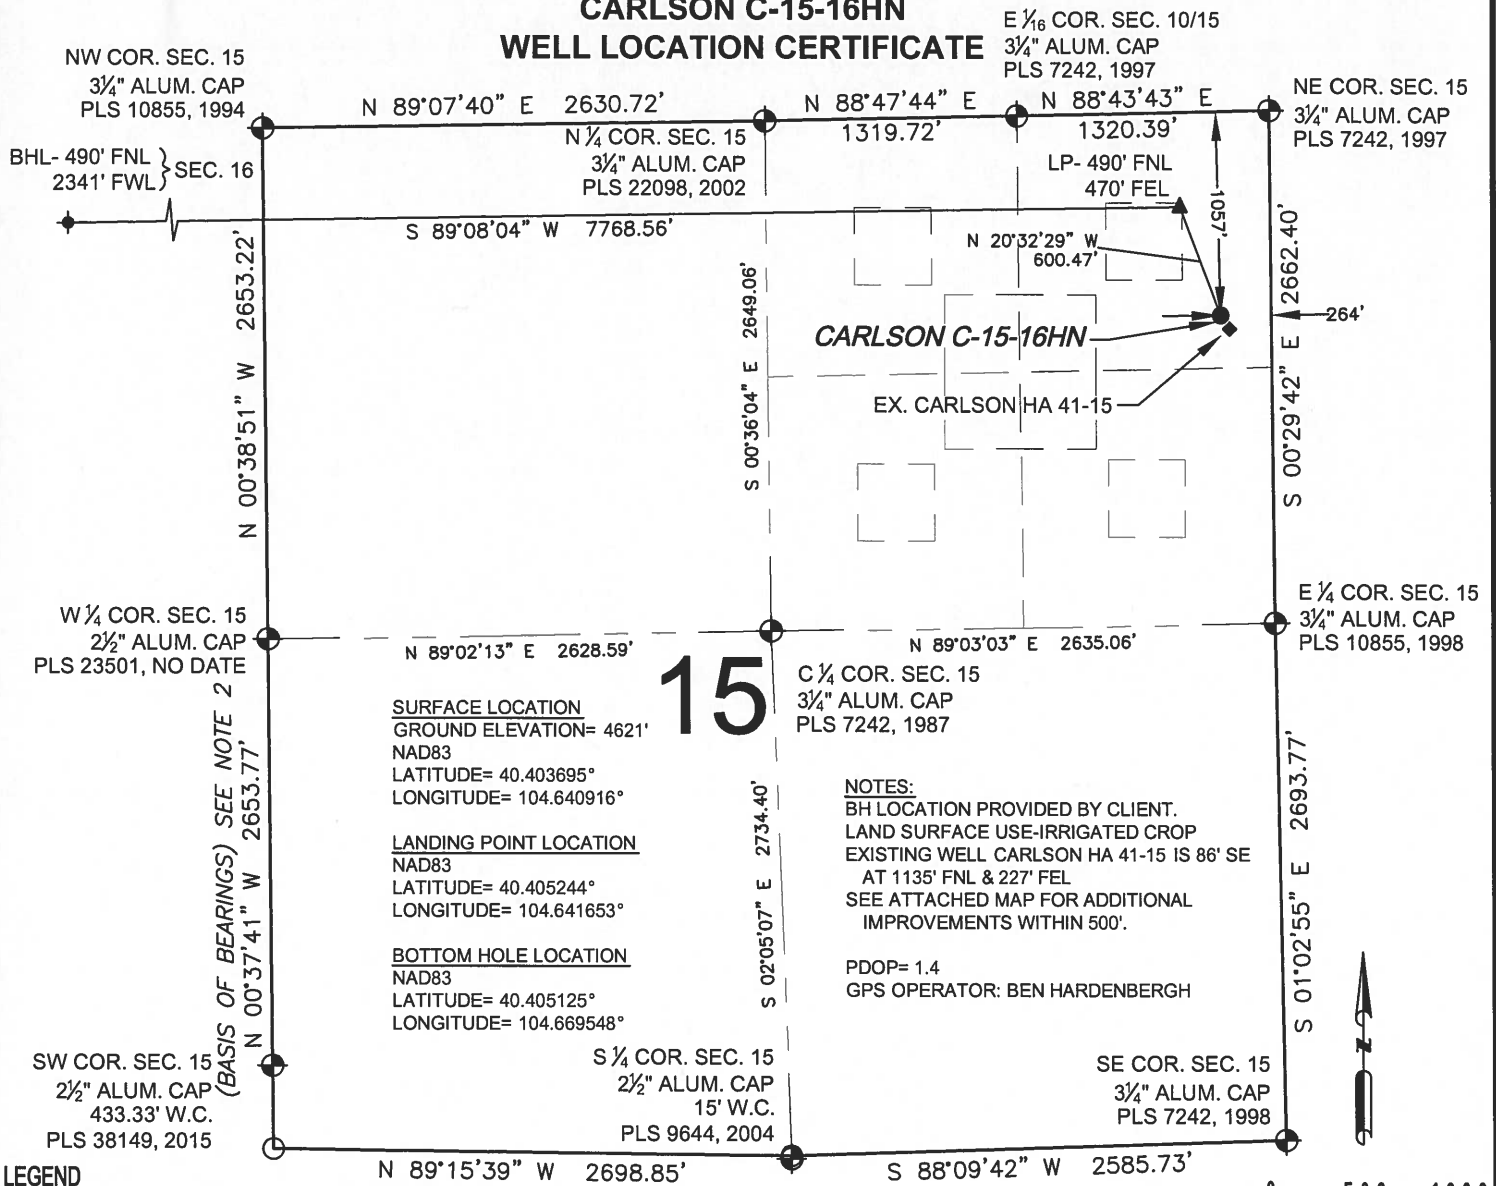 CARLSON C-15-16HN
WELL LOCATION CERTIFICATE
NW COR. SEC. 15
3¼" ALUM. CAP
PLS 10855, 1994
E 1⁄16 COR. SEC. 10/15
3¼" ALUM. CAP
PLS 7242, 1997
NE COR. SEC. 15
3¼" ALUM. CAP
PLS 7242, 1997
N 89°07'40" E 2630.72'
N 88°47'44" E
1319.72'
N 88°43'43" E
1320.39'
N ¼ COR. SEC. 15
3¼" ALUM. CAP
PLS 22098, 2002
BHL- 490' FNL
2341' FWL
} SEC. 16
LP- 490' FNL
470' FEL
S 89°08'04" W 7768.56'
N 20°32'29" W
600.47'
1057'
264'
CARLSON C-15-16HN
EX. CARLSON HA 41-15
N 00°38'51" W 2653.22'
S 00°36'04" E 2649.06'
S 00°29'42" E 2662.40'
W ¼ COR. SEC. 15
2½" ALUM. CAP
PLS 23501, NO DATE
E ¼ COR. SEC. 15
3¼" ALUM. CAP
PLS 10855, 1998
N 89°02'13" E 2628.59'
N 89°03'03" E 2635.06'
15
C ¼ COR. SEC. 15
3¼" ALUM. CAP
PLS 7242, 1987
SURFACE LOCATION
GROUND ELEVATION= 4621'
NAD83
LATITUDE= 40.403695°
LONGITUDE= 104.640916°
LANDING POINT LOCATION
NAD83
LATITUDE= 40.405244°
LONGITUDE= 104.641653°
BOTTOM HOLE LOCATION
NAD83
LATITUDE= 40.405125°
LONGITUDE= 104.669548°
NOTES:
BH LOCATION PROVIDED BY CLIENT.
LAND SURFACE USE-IRRIGATED CROP
EXISTING WELL CARLSON HA 41-15 IS 86' SE
AT 1135' FNL & 227' FEL
SEE ATTACHED MAP FOR ADDITIONAL
IMPROVEMENTS WITHIN 500'.
PDOP= 1.4
GPS OPERATOR: BEN HARDENBERGH
(BASIS OF BEARINGS) SEE NOTE 2
N 00°37'41" W 2653.77'
S 02°05'07" E 2734.40'
S 01°02'55" E 2693.77'
SW COR. SEC. 15
2½" ALUM. CAP
433.33' W.C.
PLS 38149, 2015
S ¼ COR. SEC. 15
2½" ALUM. CAP
15' W.C.
PLS 9644, 2004
SE COR. SEC. 15
3¼" ALUM. CAP
PLS 7242, 1998
N
N 89°15'39" W 2698.85'
S 88°09'42" W 2585.73'
LEGEND